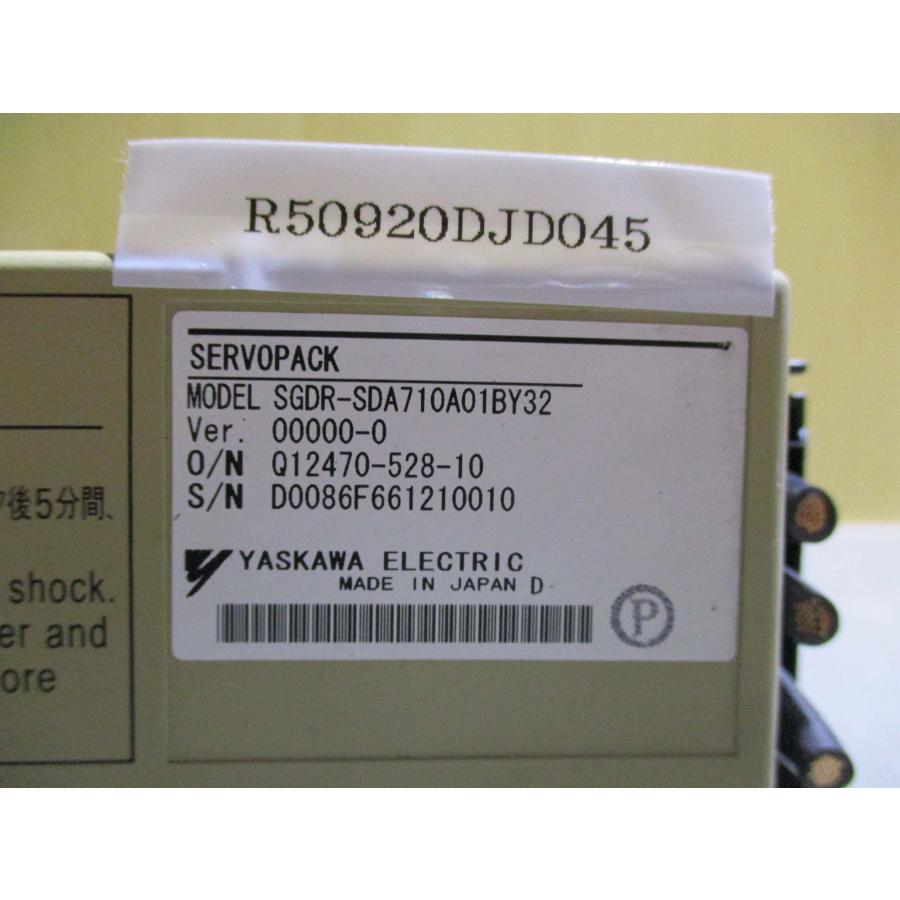 R50920DJD045
SERVOPACK
MODEL SGDR-SDA710A01BY32
Ver. 00000-0
O/N Q12470-528-10
S/N D0086F661210010
YASKAWA ELECTRIC
MADE IN JAPAN D
P
後5分間、
shock.
er and
ore